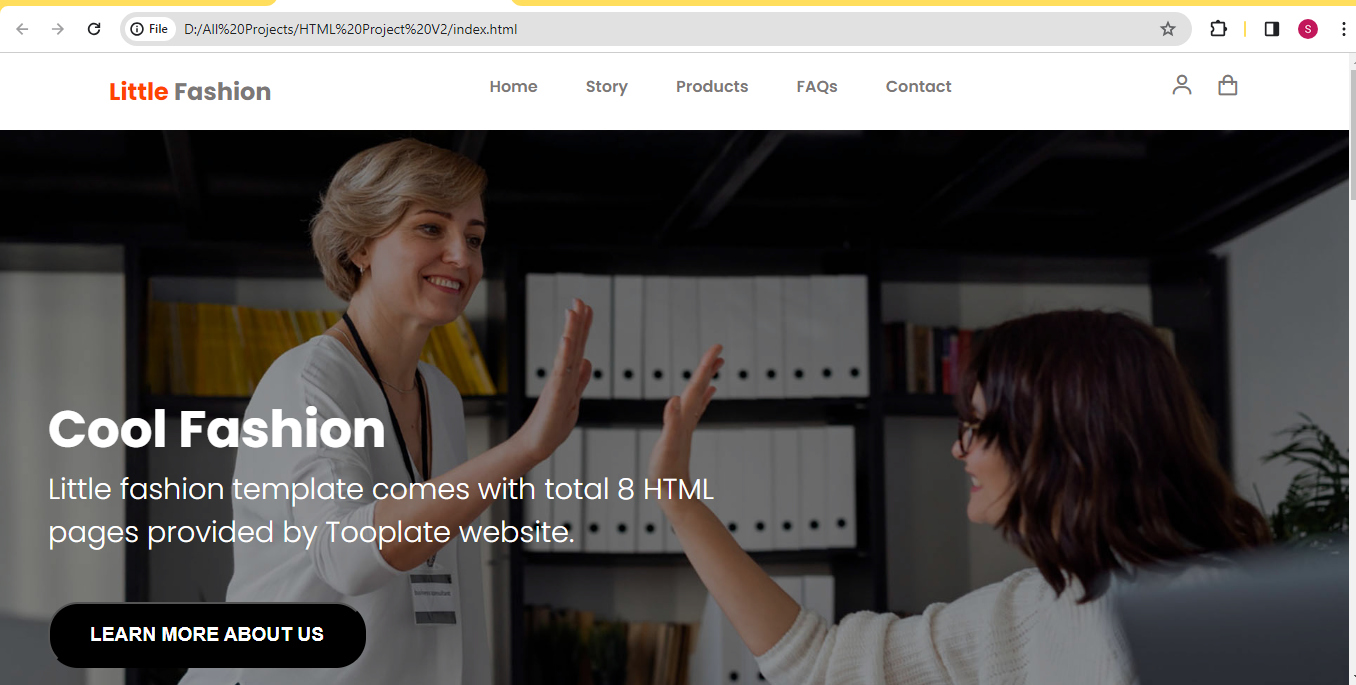 File D:/All%20Projects/HTML%20Project%20V2/index.html
S
Little Fashion Home Story Products FAQs Contact
Cool Fashion
Little fashion template comes with total 8 HTML
pages provided by Tooplate website.
LEARN MORE ABOUT US